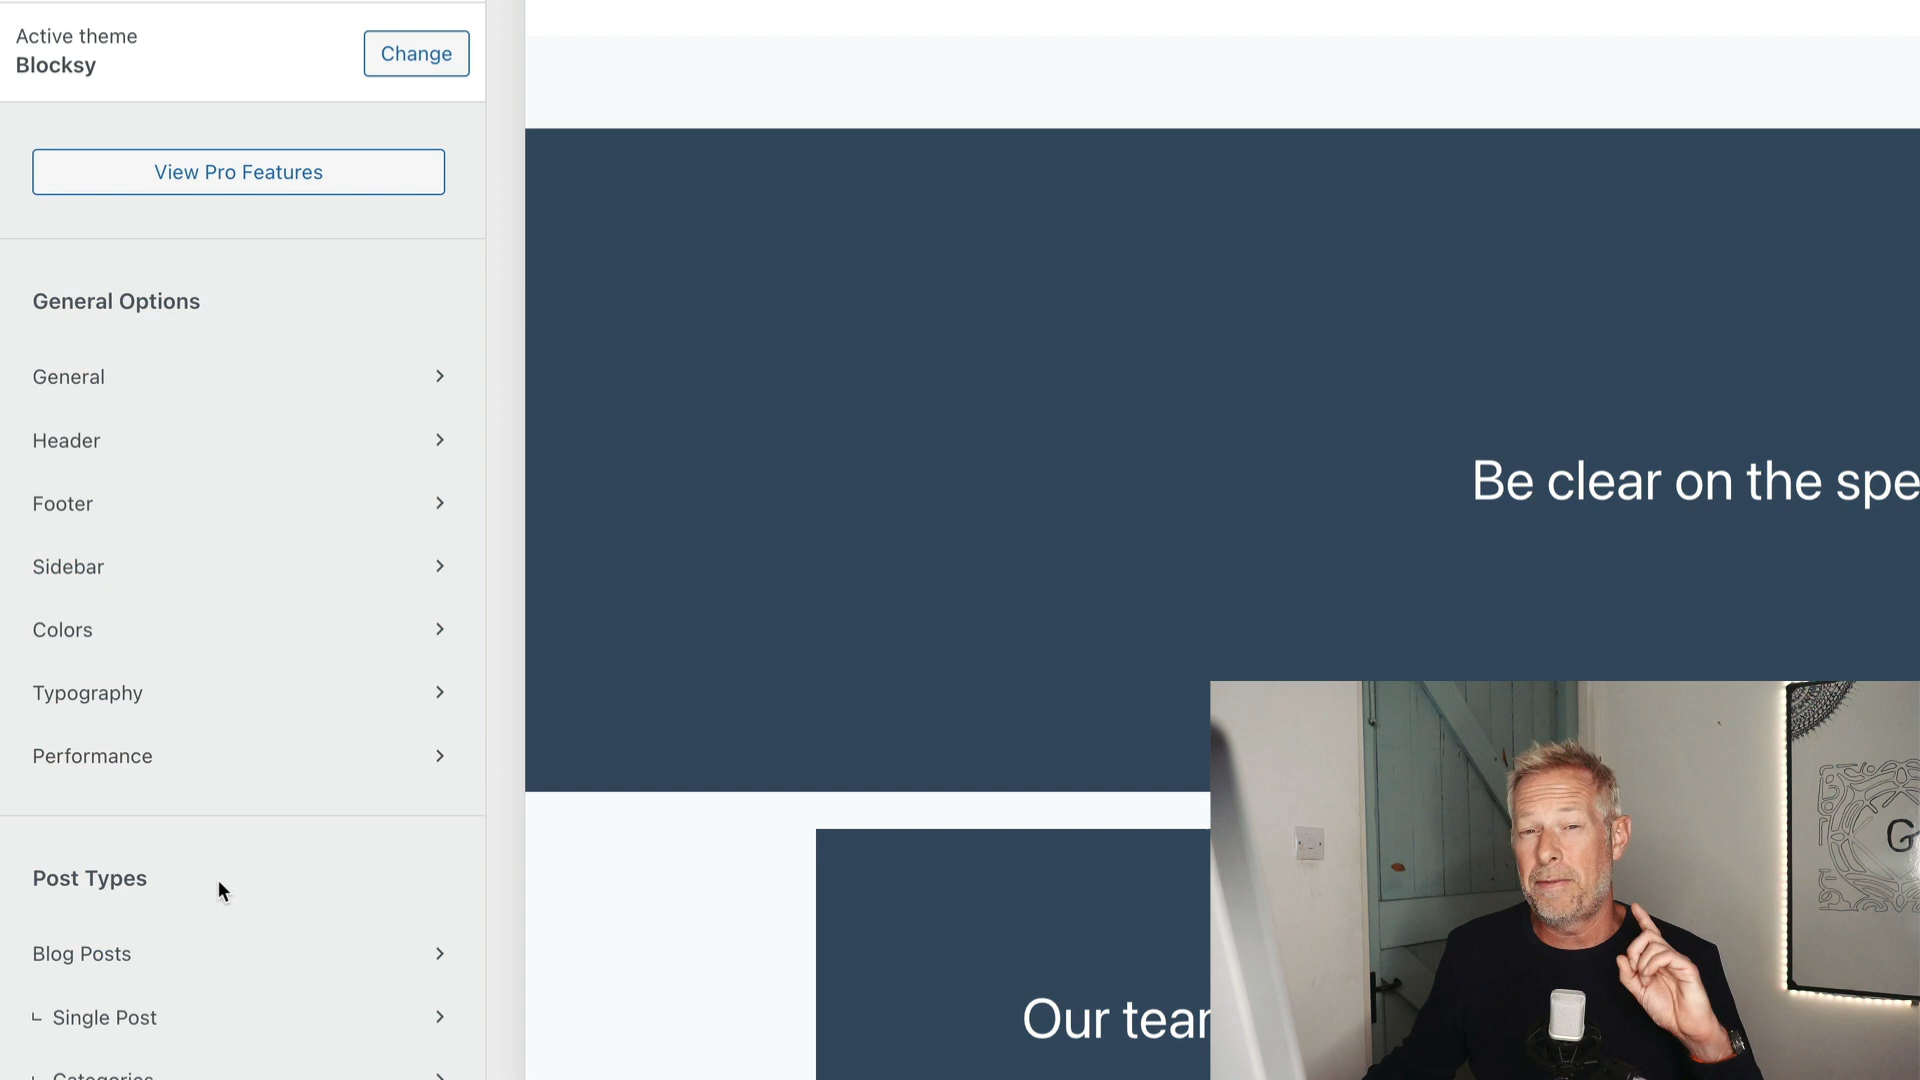 Active theme
Blocksy
Change
View Pro Features
General Options
General
Header
Footer
Sidebar
Colors
Typography
Performance
Post Types
Blog Posts
Single Post
Categories
Be clear on the spe
Our tear
G